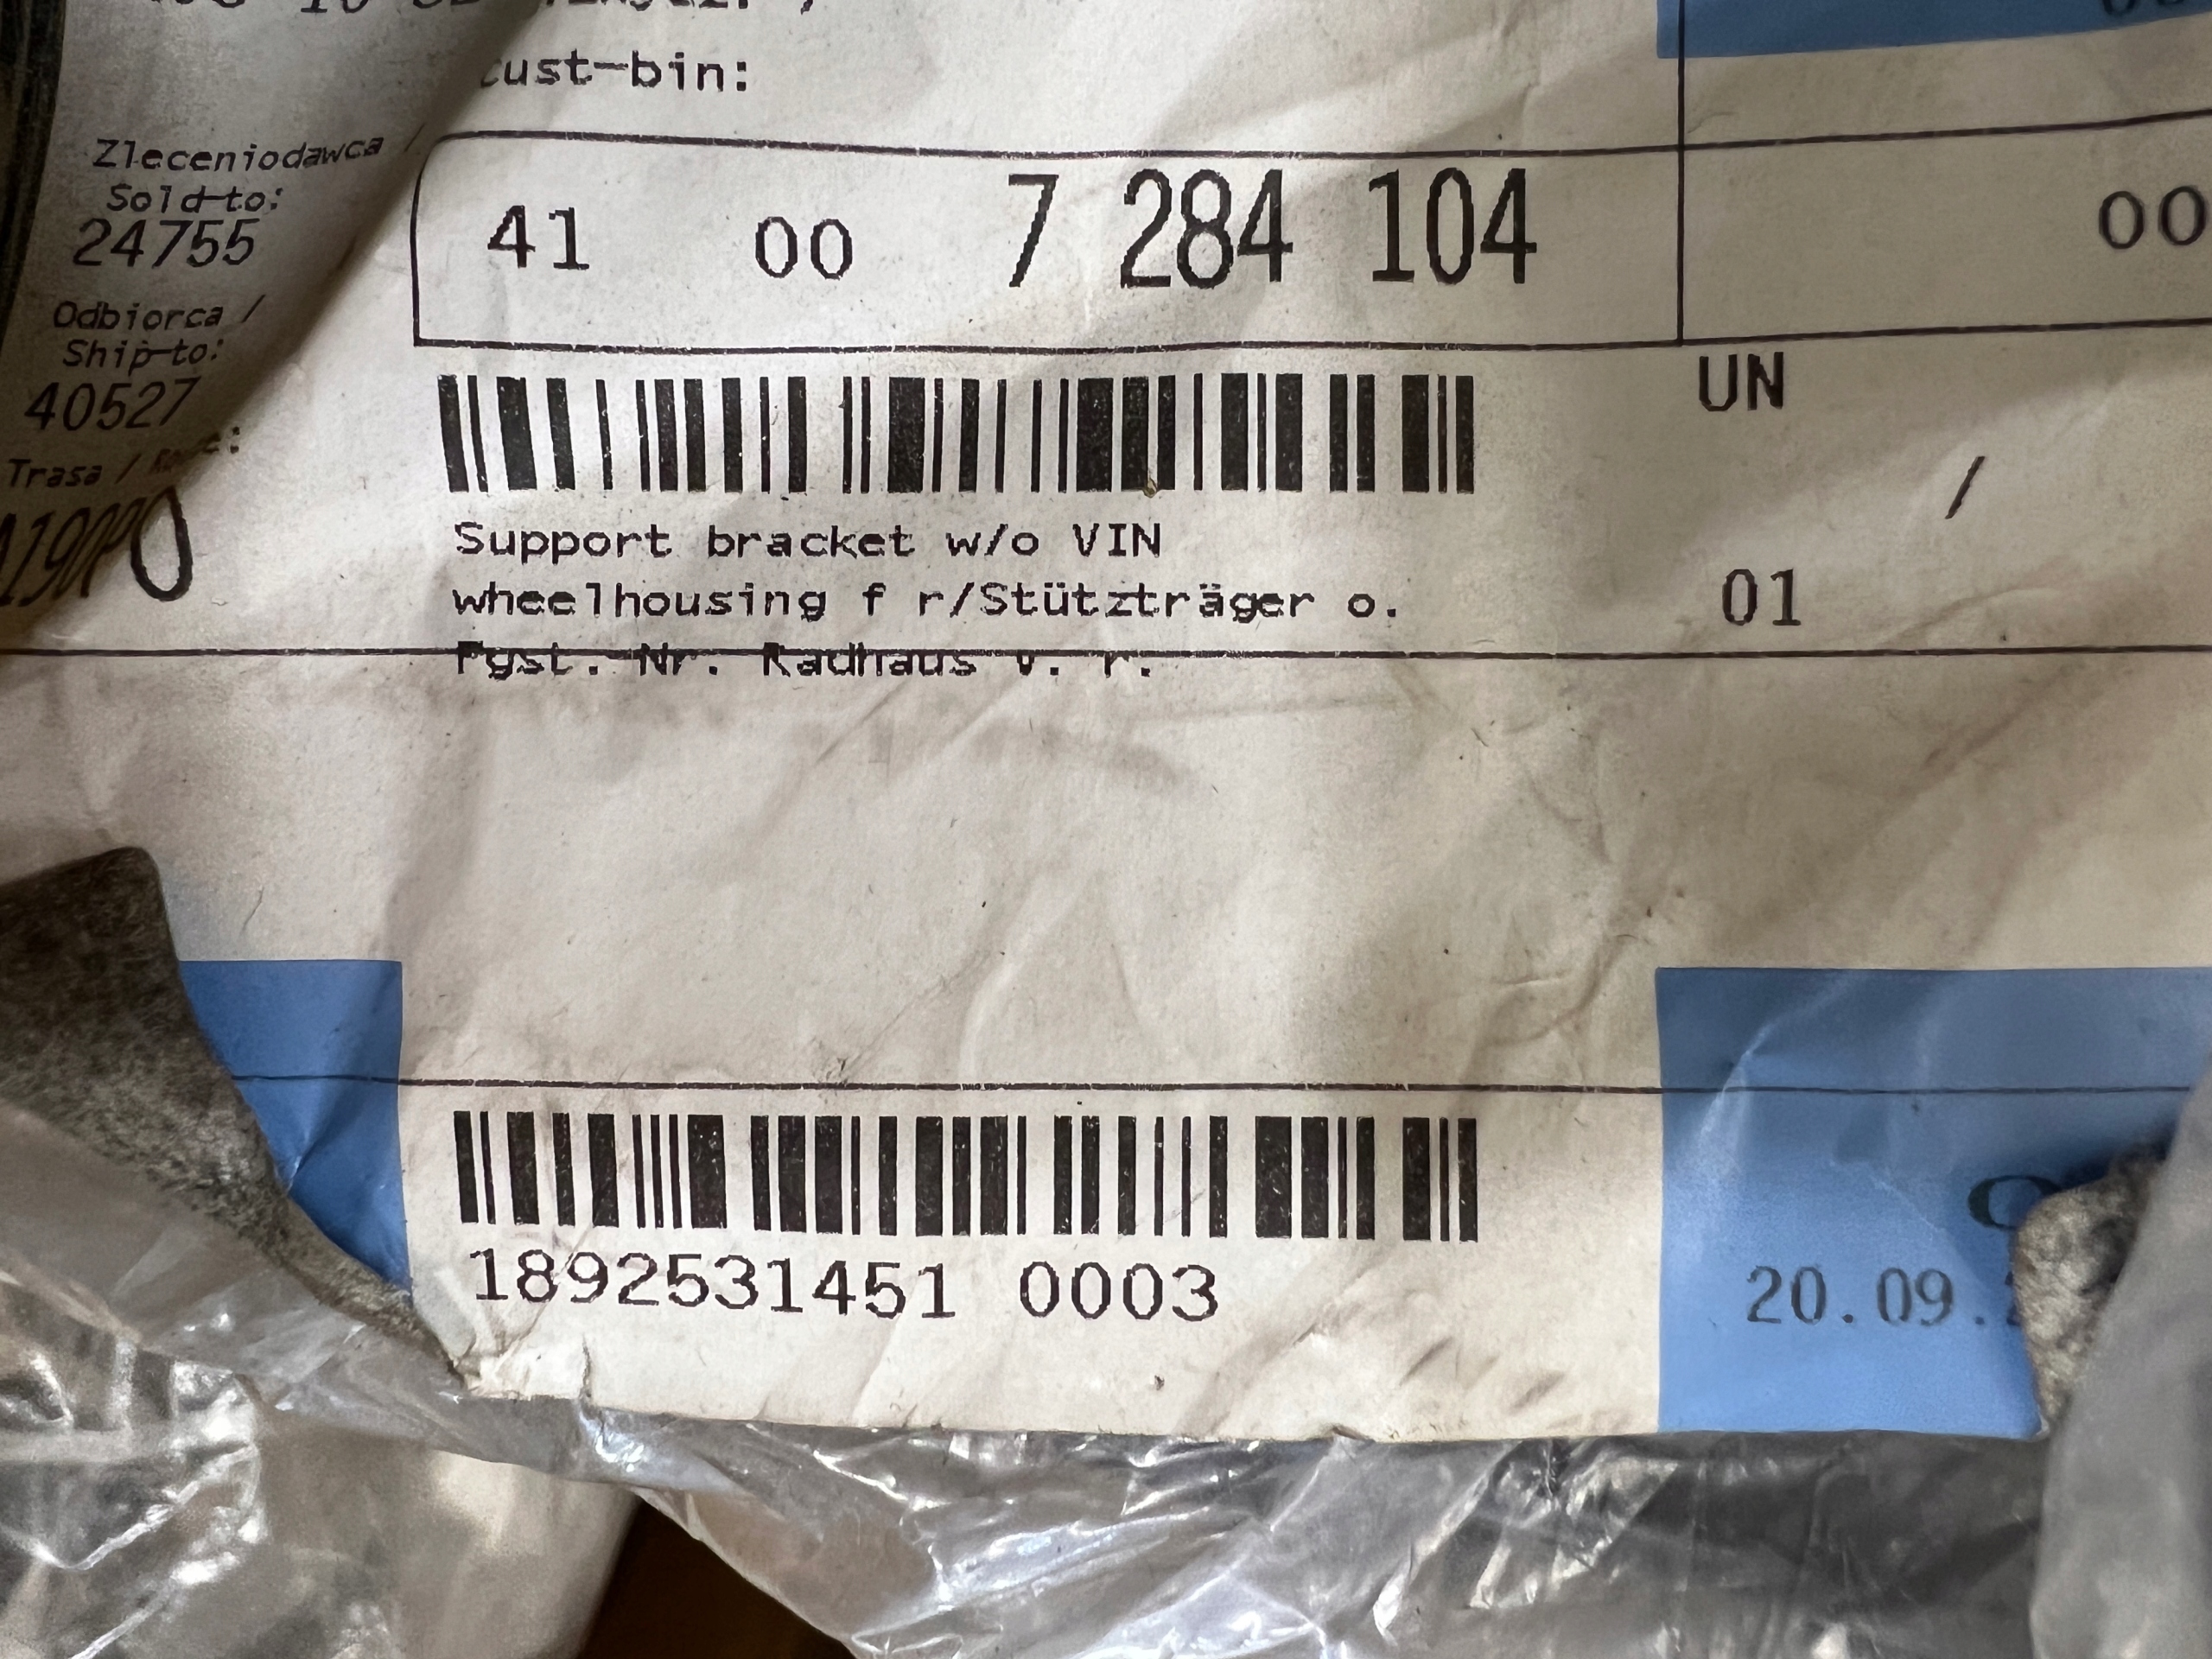 cust-bin:
Zleceniodawca /
Sold-to:
24755
41 00 7 284 104
00
Odbiorca /
Ship-to:
40527
UN
/
Trasa /
Support bracket w/o VIN
wheelhousing f r/Stützträger o.
01
Fgst.-Nr. Radhaus v. r.
1892531451 0003
20.09.